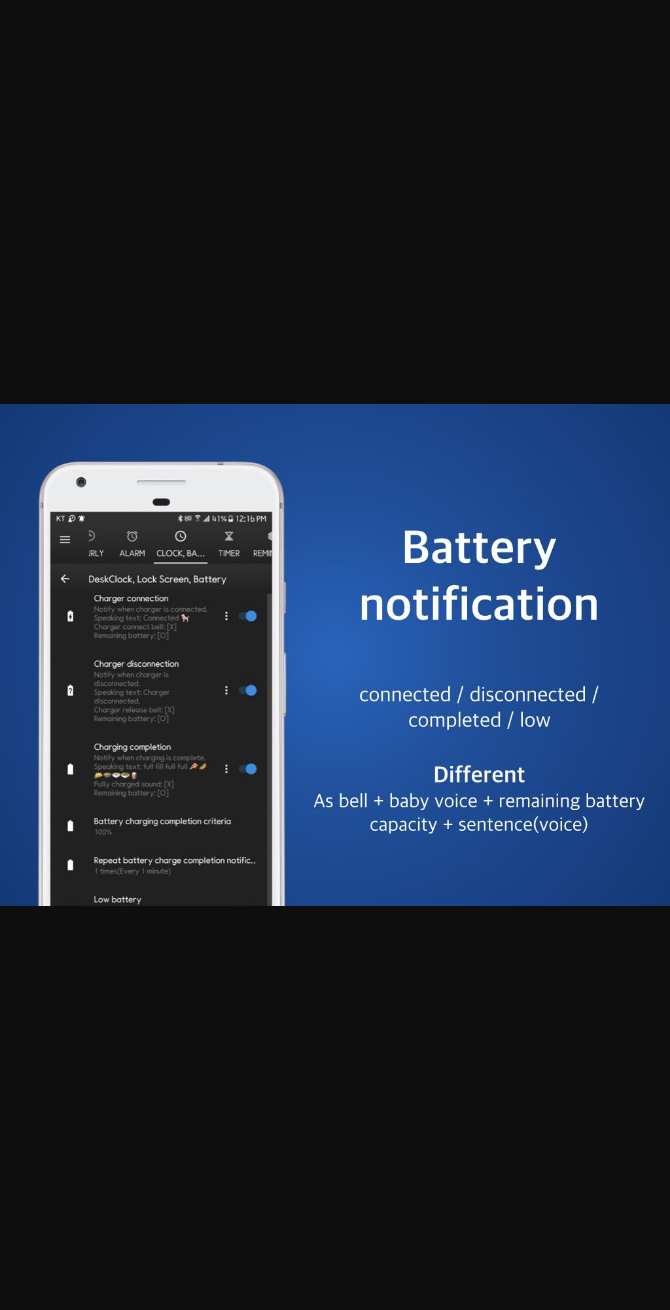 KT
41% 12:16 PM
JRLY ALARM CLOCK, BA... TIMER REMIN
DeskClock, Lock Screen, Battery
Charger connection
Notify when charger is connected.
Speaking text: Connected 🐩
Charger connect bell: [X]
Remaining battery: [O]
Charger disconnection
Notify when charger is
disconnected.
Speaking text: Charger
disconnected.
Charger release bell: [X]
Remaining battery: [O]
Charging completion
Notify when charging is complete.
Speaking text: full fill full full
Fully charged sound: [X]
Remaining battery: [O]
Battery charging completion criteria
100%
Repeat battery charge completion notific..
1 times(Every 1 minute)
Low battery
Battery
notification
connected / disconnected /
completed / low
Different
As bell + baby voice + remaining battery
capacity + sentence(voice)